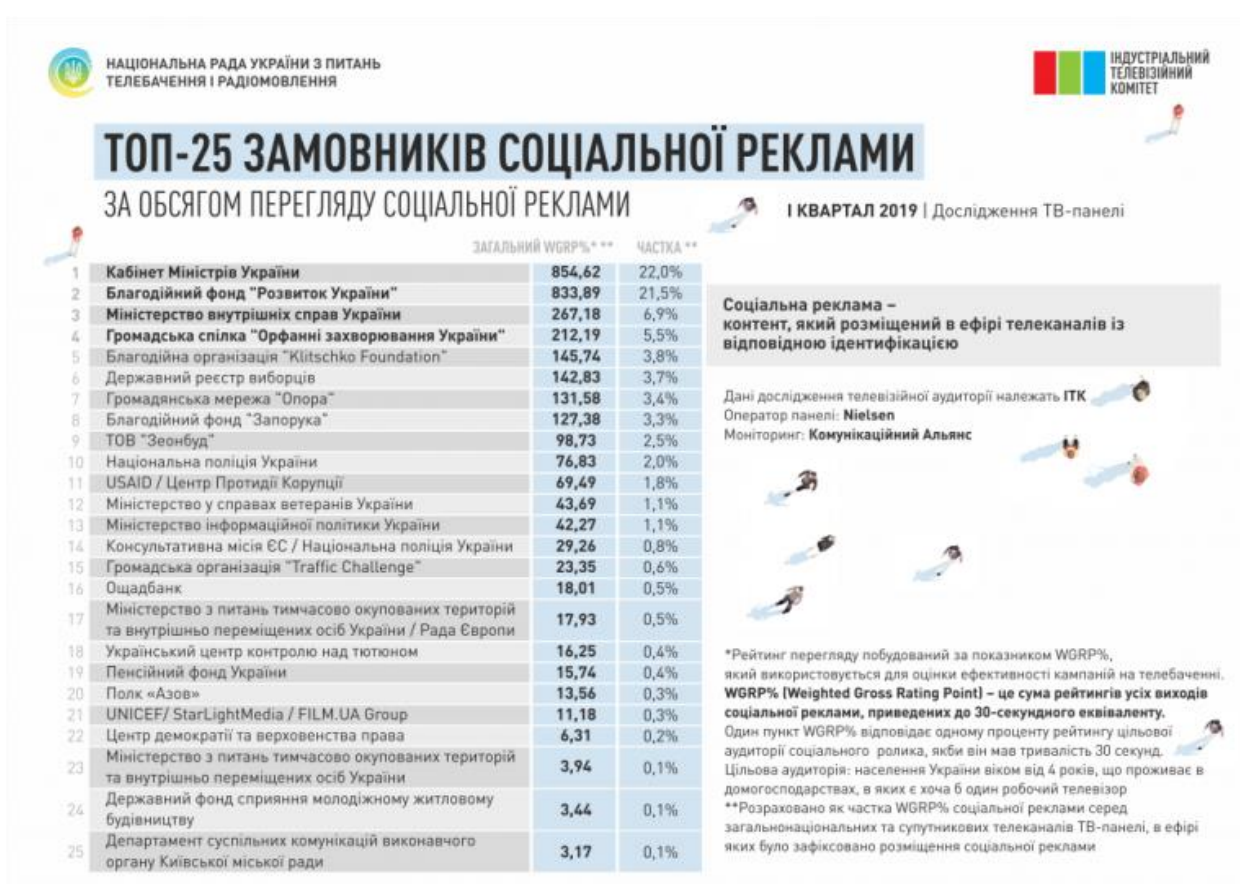 НАЦІОНАЛЬНА РАДА УКРАЇНИ З ПИТАНЬ
ТЕЛЕБАЧЕННЯ І РАДІОМОВЛЕННЯ
ІНДУСТРІАЛЬНИЙ
ТЕЛЕВІЗІЙНИЙ
КОМІТЕТ
ТОП-25 ЗАМОВНИКІВ СОЦІАЛЬНОЇ РЕКЛАМИ
ЗА ОБСЯГОМ ПЕРЕГЛЯДУ СОЦІАЛЬНОЇ РЕКЛАМИ
І КВАРТАЛ 2019 | Дослідження ТВ-панелі
ЗАГАЛЬНИЙ WGRP%* ** ЧАСТКА **
1 Кабінет Міністрів України 854,62 22,0%
2 Благодійний фонд "Розвиток України" 833,89 21,5%
3 Міністерство внутрішніх справ України 267,18 6,9%
4 Громадська спілка "Орфанні захворювання України" 212,19 5,5%
5 Благодійна організація "Klitschko Foundation" 145,74 3,8%
6 Державний реєстр виборців 142,83 3,7%
7 Громадянська мережа "Опора" 131,58 3,4%
8 Благодійний фонд "Запорука" 127,38 3,3%
9 ТОВ "Зеонбуд" 98,73 2,5%
10 Національна поліція України 76,83 2,0%
11 USAID / Центр Протидії Корупції 69,49 1,8%
12 Міністерство у справах ветеранів України 43,69 1,1%
13 Міністерство інформаційної політики України 42,27 1,1%
14 Консультативна місія ЄС / Національна поліція України 29,26 0,8%
15 Громадська організація "Traffic Challenge" 23,35 0,6%
16 Ощадбанк 18,01 0,5%
17 Міністерство з питань тимчасово окупованих територій
та внутрішньо переміщених осіб України / Рада Європи 17,93 0,5%
18 Український центр контролю над тютюном 16,25 0,4%
19 Пенсійний фонд України 15,74 0,4%
20 Полк «Азов» 13,56 0,3%
21 UNICEF/ StarLightMedia / FILM.UA Group 11,18 0,3%
22 Центр демократії та верховенства права 6,31 0,2%
23 Міністерство з питань тимчасово окупованих територій
та внутрішньо переміщених осіб України 3,94 0,1%
24 Державний фонд сприяння молодіжному житловому
будівництву 3,44 0,1%
25 Департамент суспільних комунікацій виконавчого
органу Київської міської ради 3,17 0,1%
Соціальна реклама –
контент, який розміщений в ефірі телеканалів із
відповідною ідентифікацією
Дані дослідження телевізійної аудиторії належать ІТК
Оператор панелі: Nielsen
Моніторинг: Комунікаційний Альянс
*Рейтинг перегляду побудований за показником WGRP%,
який використовується для оцінки ефективності кампаній на телебаченні.
WGRP% (Weighted Gross Rating Point) – це сума рейтингів усіх виходів
соціальної реклами, приведених до 30-секундного еквіваленту.
Один пункт WGRP% відповідає одному проценту рейтингу цільової
аудиторії соціального ролика, якби він мав тривалість 30 секунд.
Цільова аудиторія: населення України віком від 4 років, що проживає в
домогосподарствах, в яких є хоча б один робочий телевізор
**Розраховано як частка WGRP% соціальної реклами серед
загальнонаціональних та супутникових телеканалів ТВ-панелі, в ефірі
яких було зафіксовано розміщення соціальної реклами